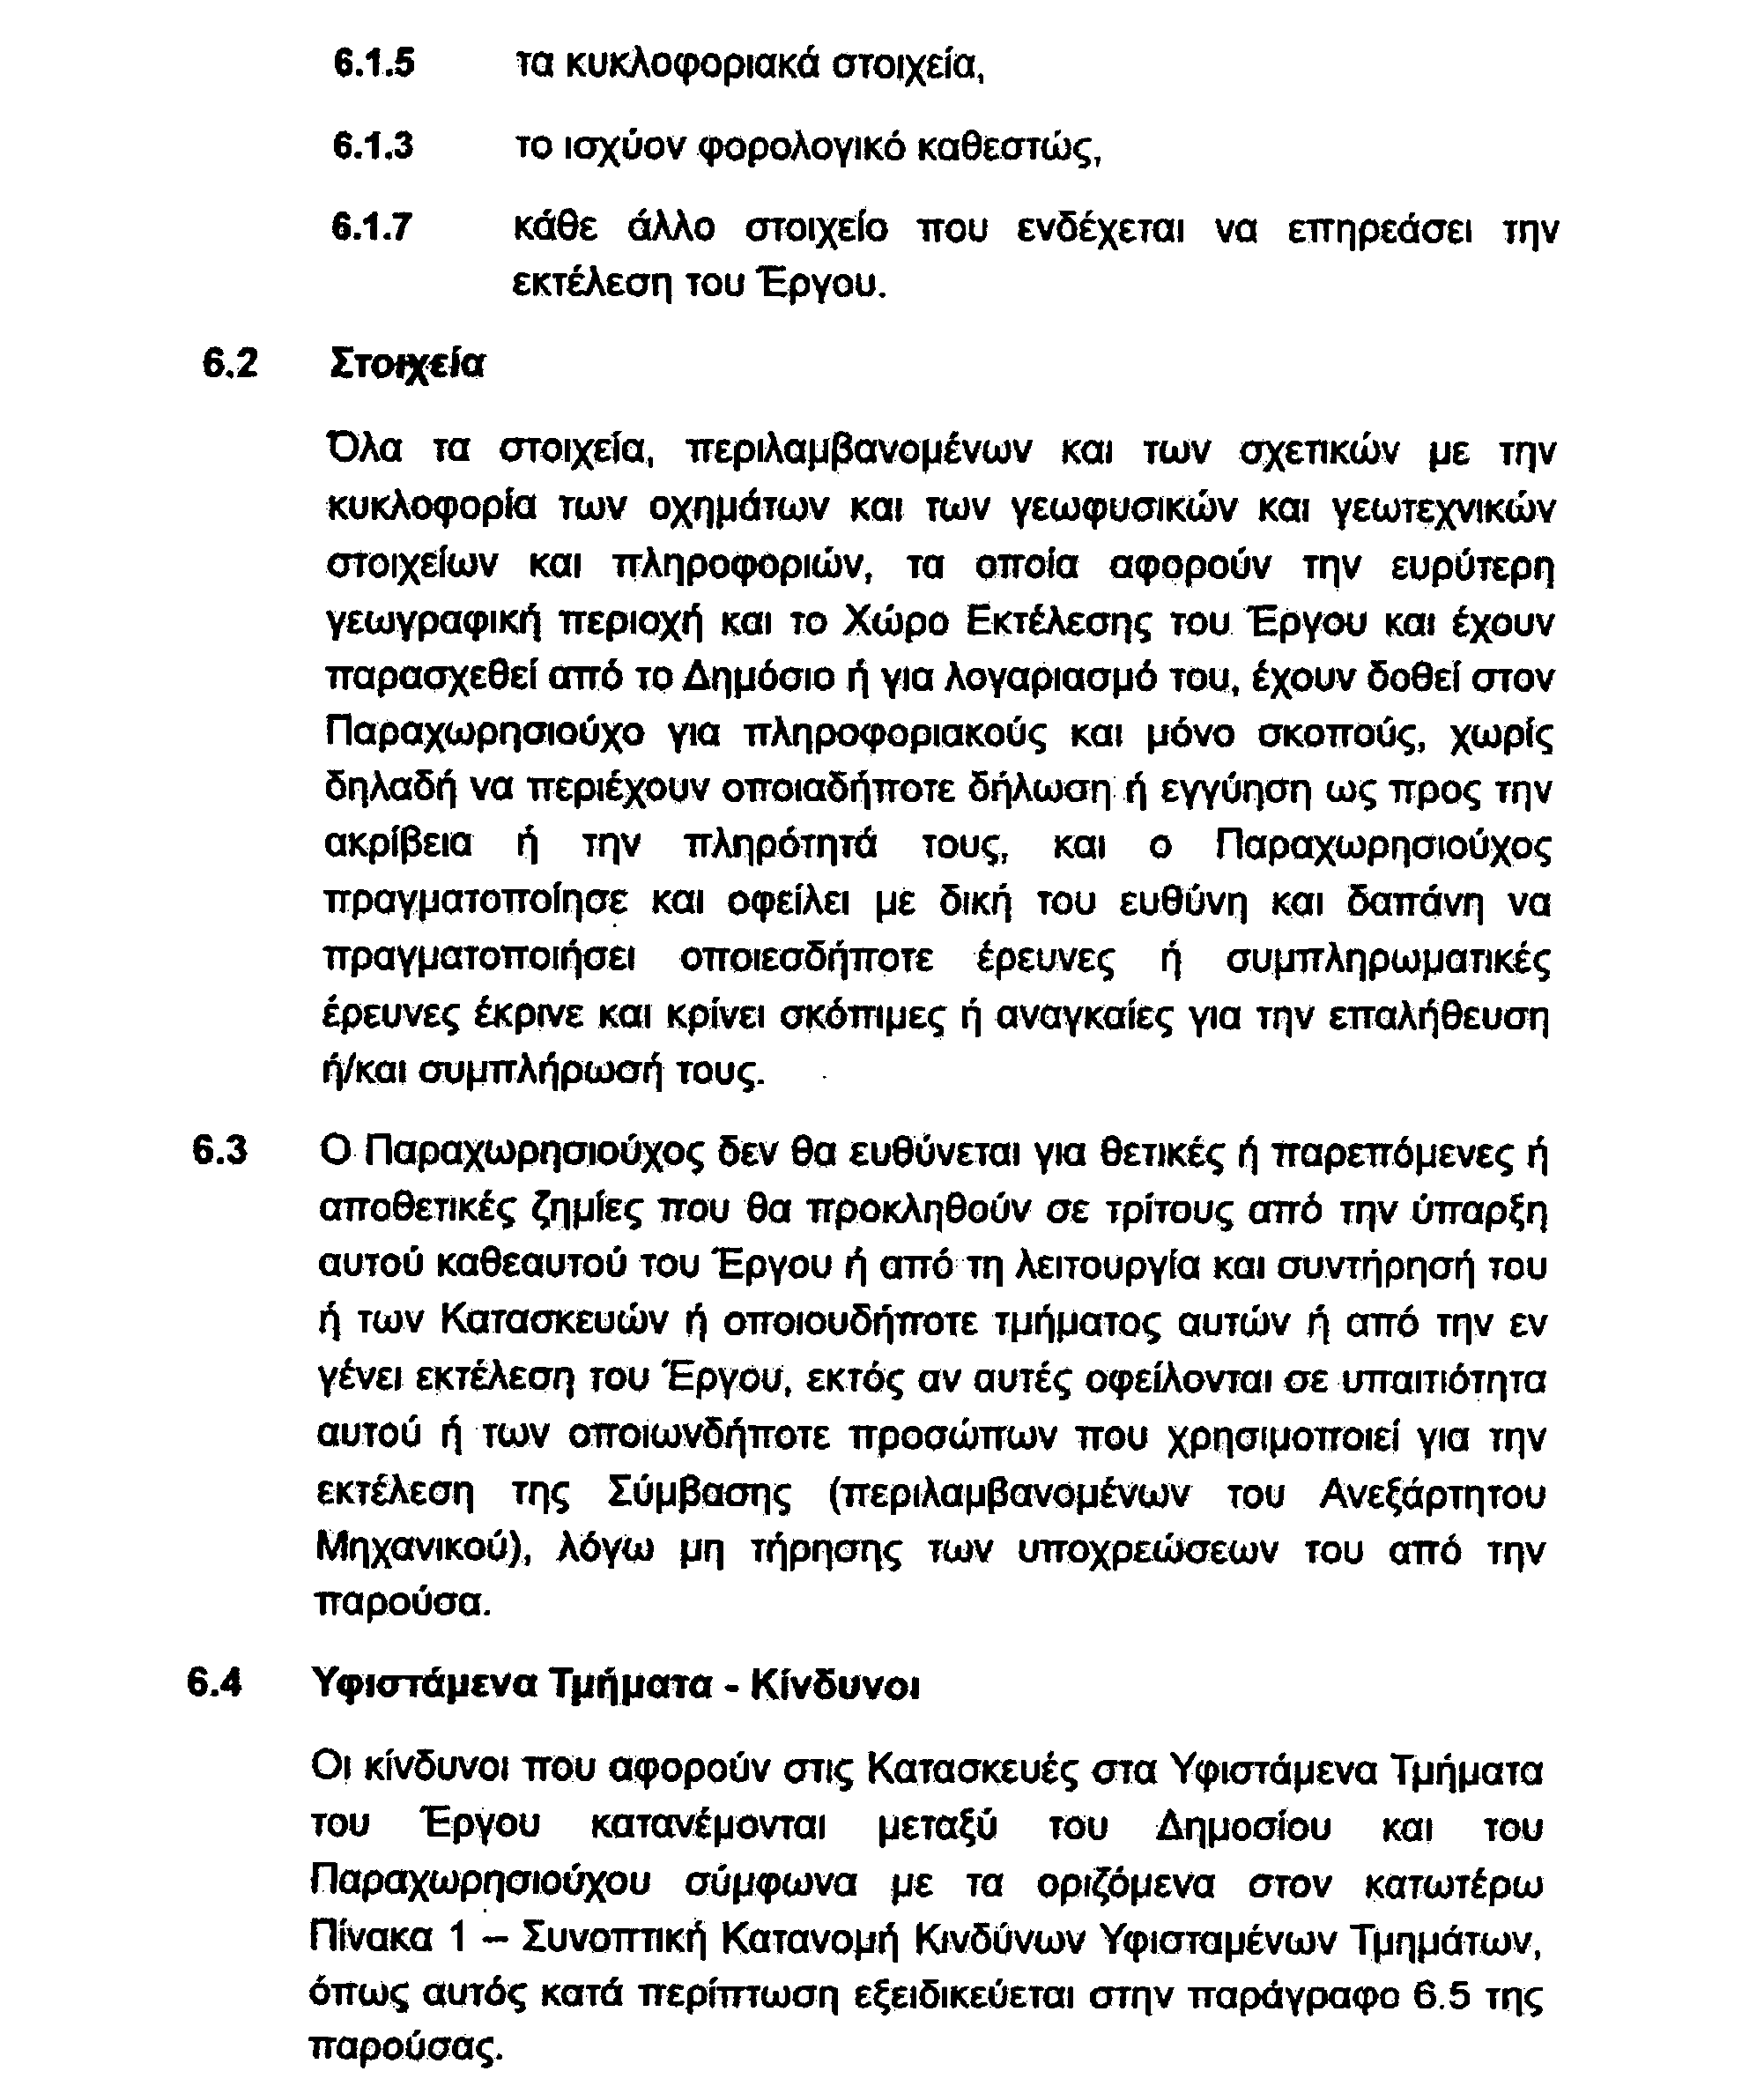 6.1.5 τα κυκλοφοριακά στοιχεία,
6.1.3 το ισχύον φορολογικό καθεστώς,
6.1.7 κάθε άλλο στοιχείο που ενδέχεται να επηρεάσει την
εκτέλεση του Έργου.
6.2 Στοιχεία
Όλα τα στοιχεία, περιλαμβανομένων και των σχετικών με την
κυκλοφορία των οχημάτων και των γεωφυσικών και γεωτεχνικών
στοιχείων και πληροφοριών, τα οποία αφορούν την ευρύτερη
γεωγραφική περιοχή και το Χώρο Εκτέλεσης του Έργου και έχουν
παρασχεθεί από το Δημόσιο ή για λογαριασμό του, έχουν δοθεί στον
Παραχωρησιούχο για πληροφοριακούς και μόνο σκοπούς, χωρίς
δηλαδή να περιέχουν οποιαδήποτε δήλωση ή εγγύηση ως προς την
ακρίβεια ή την πληρότητά τους, και ο Παραχωρησιούχος
πραγματοποίησε και οφείλει με δική του ευθύνη και δαπάνη να
πραγματοποιήσει οποιεσδήποτε έρευνες ή συμπληρωματικές
έρευνες έκρινε και κρίνει σκόπιμες ή αναγκαίες για την επαλήθευση
ή/και συμπλήρωσή τους.
6.3 Ο Παραχωρησιούχος δεν θα ευθύνεται για θετικές ή παρεπόμενες ή
αποθετικές ζημίες που θα προκληθούν σε τρίτους από την ύπαρξη
αυτού καθεαυτού του Έργου ή από τη λειτουργία και συντήρησή του
ή των Κατασκευών ή οποιουδήποτε τμήματος αυτών ή από την εν
γένει εκτέλεση του Έργου, εκτός αν αυτές οφείλονται σε υπαιτιότητα
αυτού ή των οποιωνδήποτε προσώπων που χρησιμοποιεί για την
εκτέλεση της Σύμβασης (περιλαμβανομένων του Ανεξάρτητου
Μηχανικού), λόγω μη τήρησης των υποχρεώσεων του από την
παρούσα.
6.4 Υφιστάμενα Τμήματα - Κίνδυνοι
Οι κίνδυνοι που αφορούν στις Κατασκευές στα Υφιστάμενα Τμήματα
του Έργου κατανέμονται μεταξύ του Δημοσίου και του
Παραχωρησιούχου σύμφωνα με τα οριζόμενα στον κατωτέρω
Πίνακα 1 – Συνοπτική Κατανομή Κινδύνων Υφισταμένων Τμημάτων,
όπως αυτός κατά περίπτωση εξειδικεύεται στην παράγραφο 6.5 της
παρούσας.